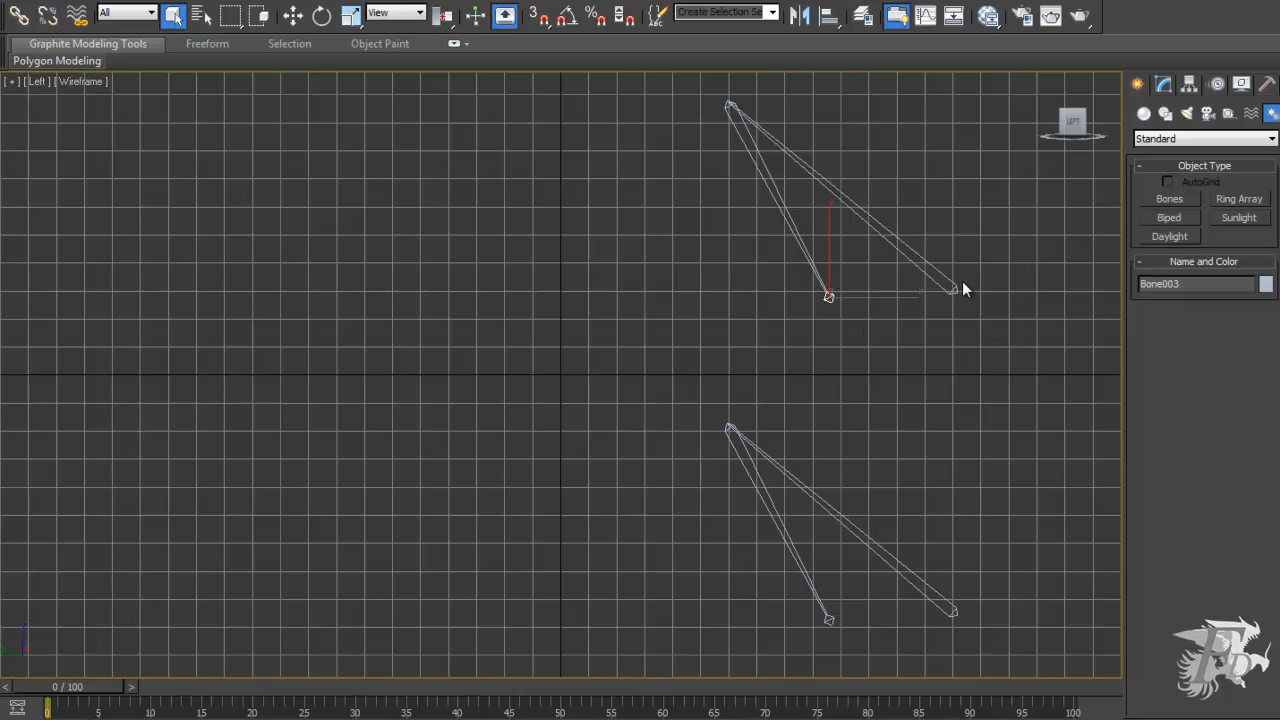 All
View
3
%
ABC
Create Selection Se
Graphite Modeling Tools
Freeform
Selection
Object Paint
Polygon Modeling
[ + ] [ Left ] [ Wireframe ]
LEFT
Standard
- Object Type
AutoGrid
Bones Ring Array
Biped Sunlight
Daylight
- Name and Color
Bone003
x
z
< 0 / 100 >
0 5 10 15 20 25 30 35 40 45 50 55 60 65 70 75 80 85 90 95 100